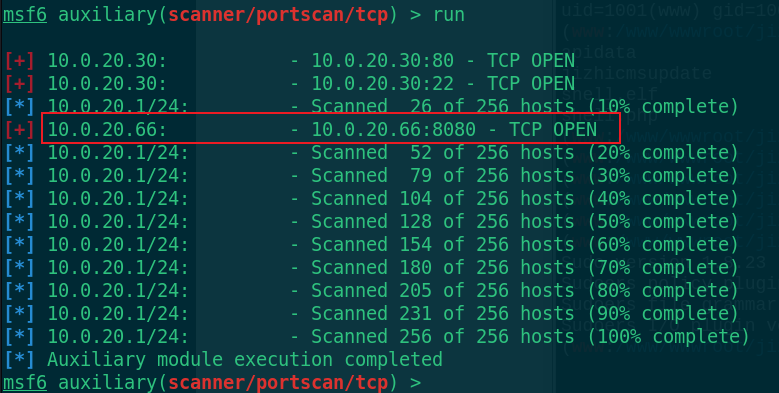 msf6 auxiliary(scanner/portscan/tcp) > run
[+] 10.0.20.30: - 10.0.20.30:80 - TCP OPEN
[+] 10.0.20.30: - 10.0.20.30:22 - TCP OPEN
[*] 10.0.20.1/24: - Scanned 26 of 256 hosts (10% complete)
[+] 10.0.20.66: - 10.0.20.66:8080 - TCP OPEN
[*] 10.0.20.1/24: - Scanned 52 of 256 hosts (20% complete)
[*] 10.0.20.1/24: - Scanned 79 of 256 hosts (30% complete)
[*] 10.0.20.1/24: - Scanned 104 of 256 hosts (40% complete)
[*] 10.0.20.1/24: - Scanned 128 of 256 hosts (50% complete)
[*] 10.0.20.1/24: - Scanned 154 of 256 hosts (60% complete)
[*] 10.0.20.1/24: - Scanned 180 of 256 hosts (70% complete)
[*] 10.0.20.1/24: - Scanned 205 of 256 hosts (80% complete)
[*] 10.0.20.1/24: - Scanned 231 of 256 hosts (90% complete)
[*] 10.0.20.1/24: - Scanned 256 of 256 hosts (100% complete)
[*] Auxiliary module execution completed
msf6 auxiliary(scanner/portscan/tcp) >